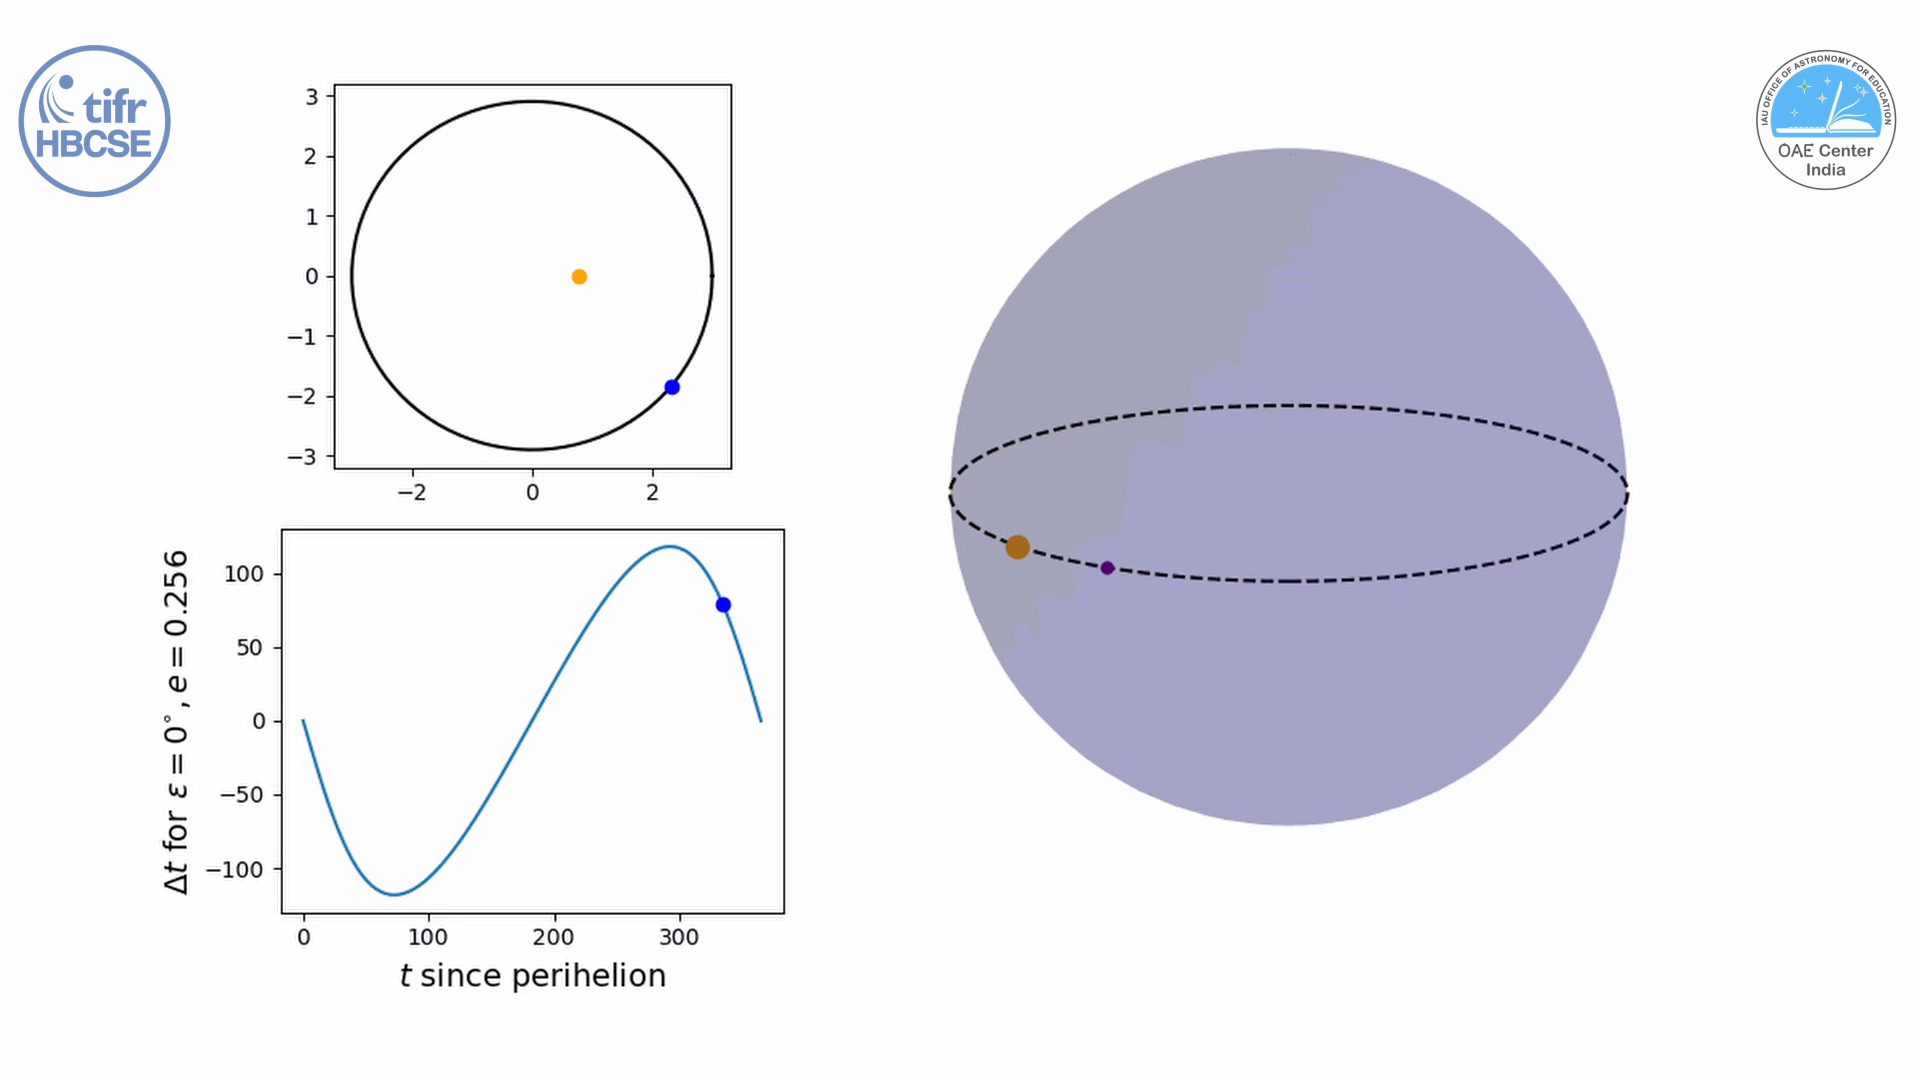 tifr
HBCSE
IAU OFFICE OF ASTRONOMY FOR EDUCATION
OAE Center
India
3
2
1
0
−1
−2
−3
−2
0
2
Δt for ε = 0°, e = 0.256
100
50
0
−50
−100
0
100
200
300
t since perihelion